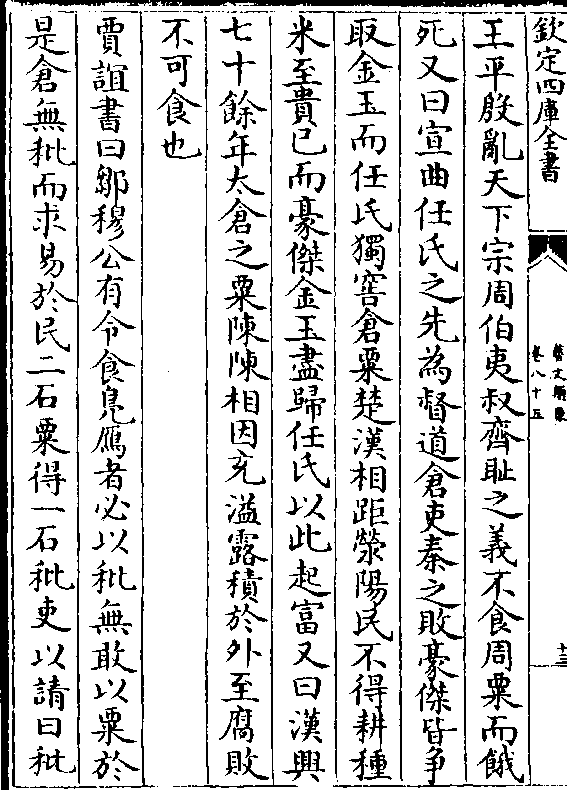 欽定四庫全書
藝文類聚
卷八十五
十三
王平殷亂天下宗周伯夷叔齊恥之義不食周粟而餓
死又曰宣曲任氏之先為督道倉吏秦之敗豪傑皆争
取金玉而任氏獨窖倉粟楚漢相距滎陽民不得耕種
米至貴已而豪傑金玉盡歸任氏以此起富又曰漢興
七十餘年太倉之粟陳陳相因充溢露積於外至腐敗
不可食也
賈誼書曰鄒穆公有令食鳬鴈者必以秕無敢以粟於
是倉無秕而求易於民二石粟得一石秕吏以請曰秕